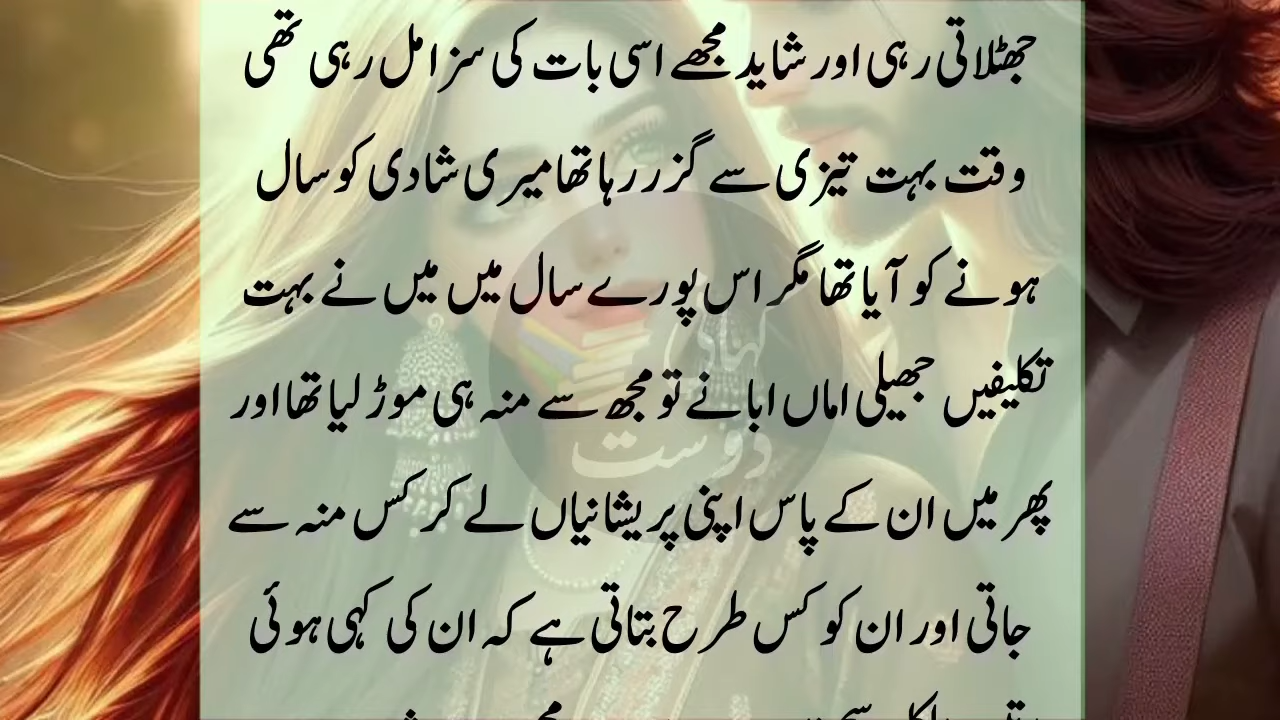 جھٹلاتی رہی اور شاید مجھے اسی بات کی سزا مل رہی تھی
وقت بہت تیزی سے گزر رہا تھا میری شادی کو سال
ہونے کو آیا تھا مگر اس پورے سال میں میں نے بہت
تکلیفیں جھیلی اماں ابا نے تو مجھ سے منہ ہی موڑ لیا تھا اور
پھر میں ان کے پاس اپنی پریشانیاں لے کر کس منہ سے
جاتی اور ان کو کس طرح بتاتی ہے کہ ان کی کہی ہوئی
کہانی
دوست